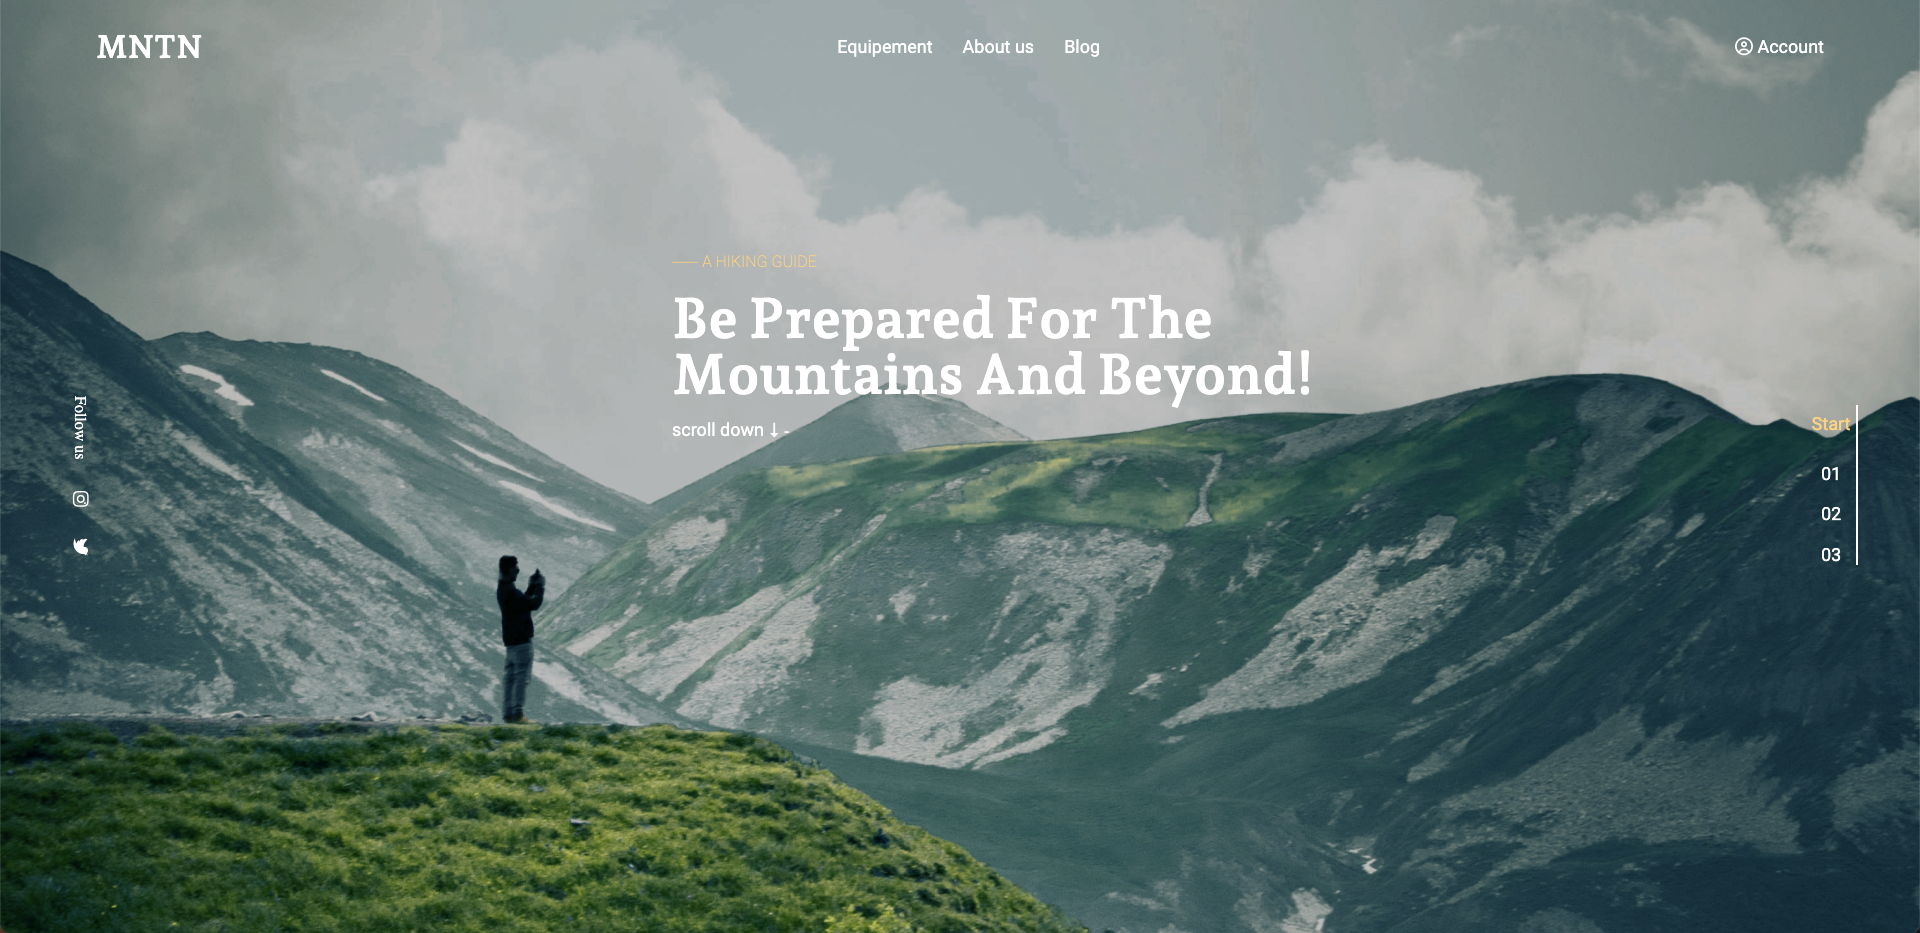 MNTN
Equipement About us Blog
Account
A HIKING GUIDE
Be Prepared For The
Mountains And Beyond!
scroll down ↓ -
Follow us
Start
01
02
03